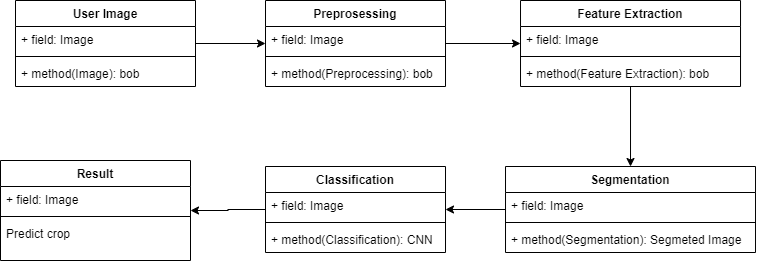 User Image
+ field: Image
+ method(Image): bob
Preprosessing
+ field: Image
+ method(Preprocessing): bob
Feature Extraction
+ field: Image
+ method(Feature Extraction): bob
Segmentation
+ field: Image
+ method(Segmentation): Segmeted Image
Classification
+ field: Image
+ method(Classification): CNN
Result
+ field: Image
Predict crop